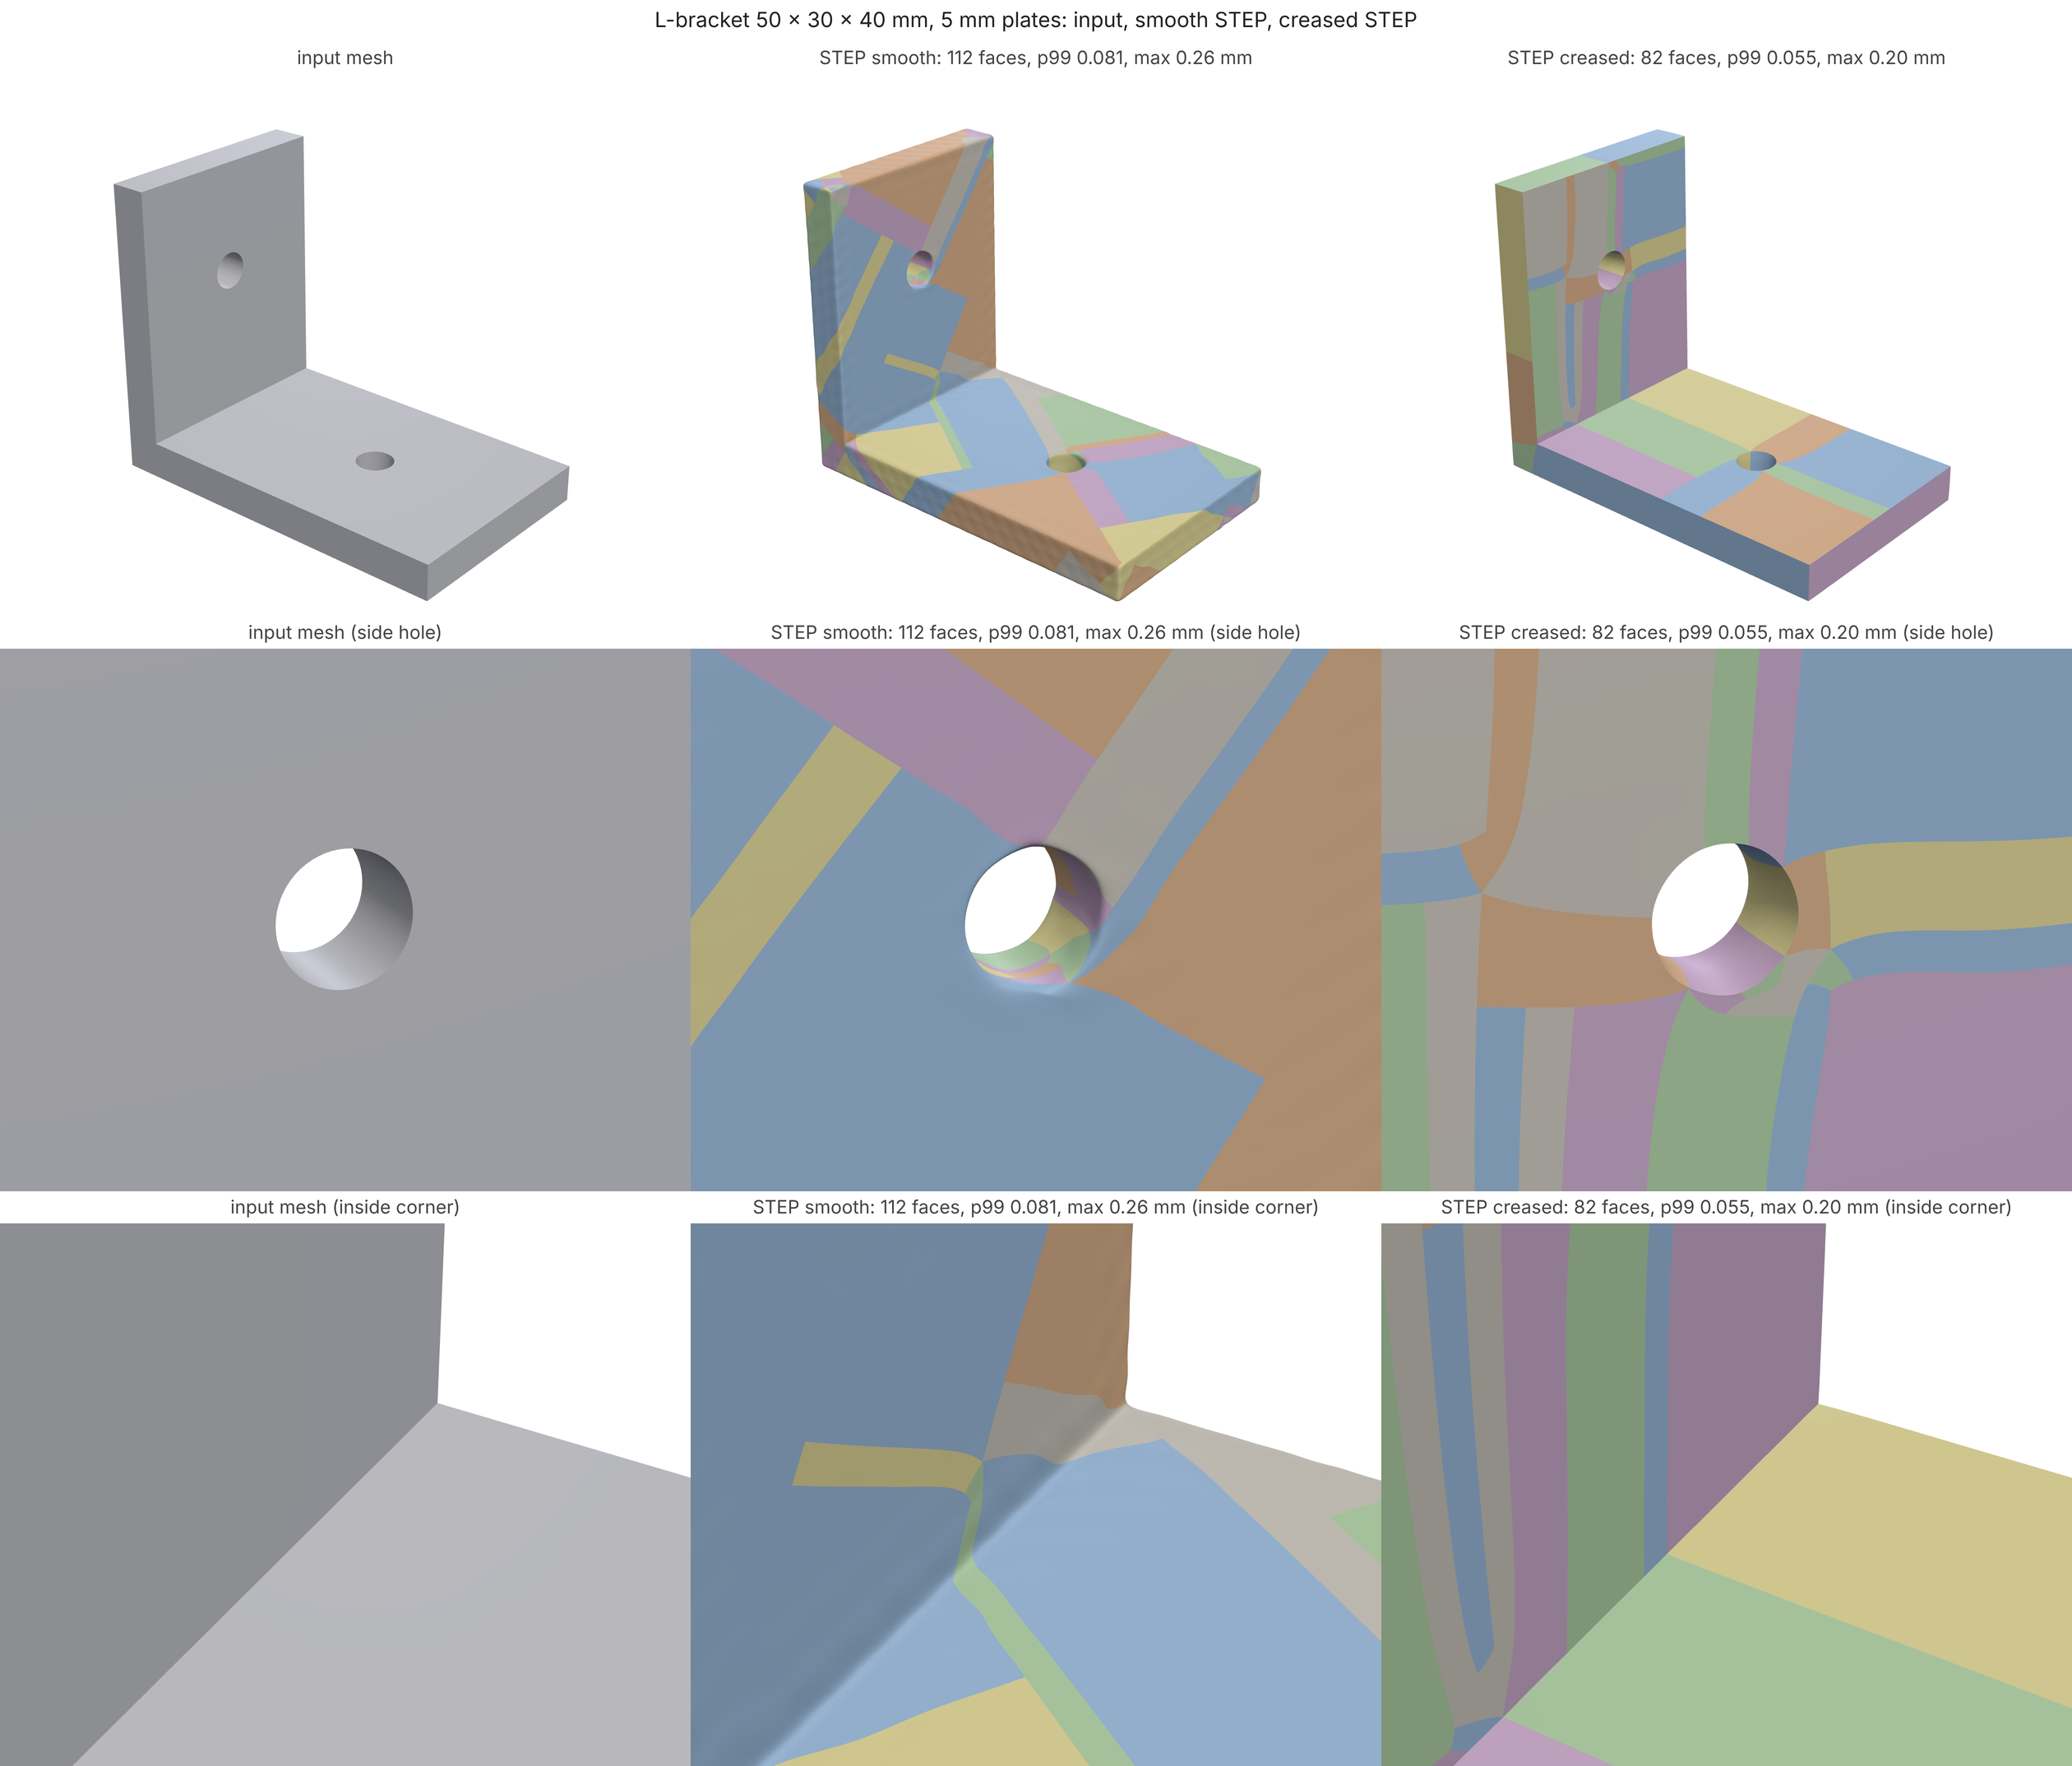 L-bracket 50 × 30 × 40 mm, 5 mm plates: input, smooth STEP, creased STEP
input mesh
STEP smooth: 112 faces, p99 0.081, max 0.26 mm
STEP creased: 82 faces, p99 0.055, max 0.20 mm
input mesh (side hole)
STEP smooth: 112 faces, p99 0.081, max 0.26 mm (side hole)
STEP creased: 82 faces, p99 0.055, max 0.20 mm (side hole)
input mesh (inside corner)
STEP smooth: 112 faces, p99 0.081, max 0.26 mm (inside corner)
STEP creased: 82 faces, p99 0.055, max 0.20 mm (inside corner)